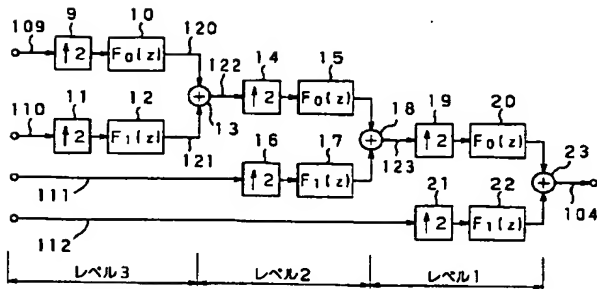 9 10 120
109 ↑2 F₀(z) 122 14 15
11 12 13 ↑2 F₀(z) 18 19 20
110 ↑2 F₁(z) 121 16 17 123 ↑2 F₀(z) 23
111 ↑2 F₁(z) 21 22
112 ↑2 F₁(z) 104
レベル3 レベル2 レベル1